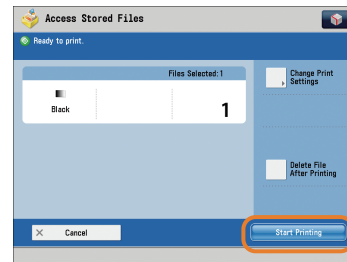 Access Stored Files
Ready to print.
Files Selected:1
Black
1
Change Print
Settings
Delete File
After Printing
× Cancel
Start Printing